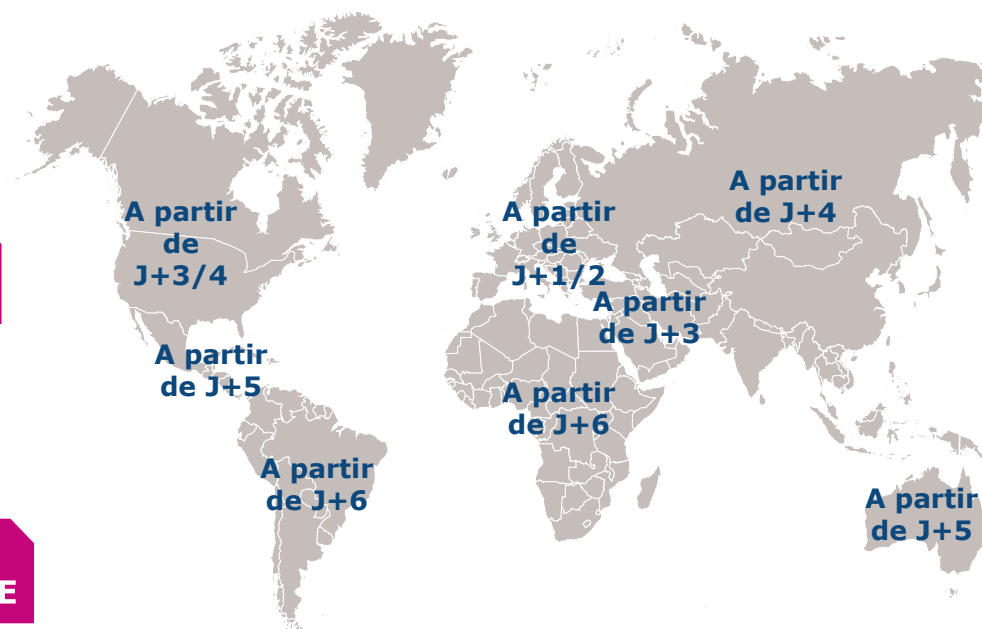 A partir
de J+4
A partir
de
J+3/4
A partir
de
J+1/2
A partir
de J+3
A partir
de J+5
A partir
de J+6
A partir
de J+6
A partir
de J+5
E